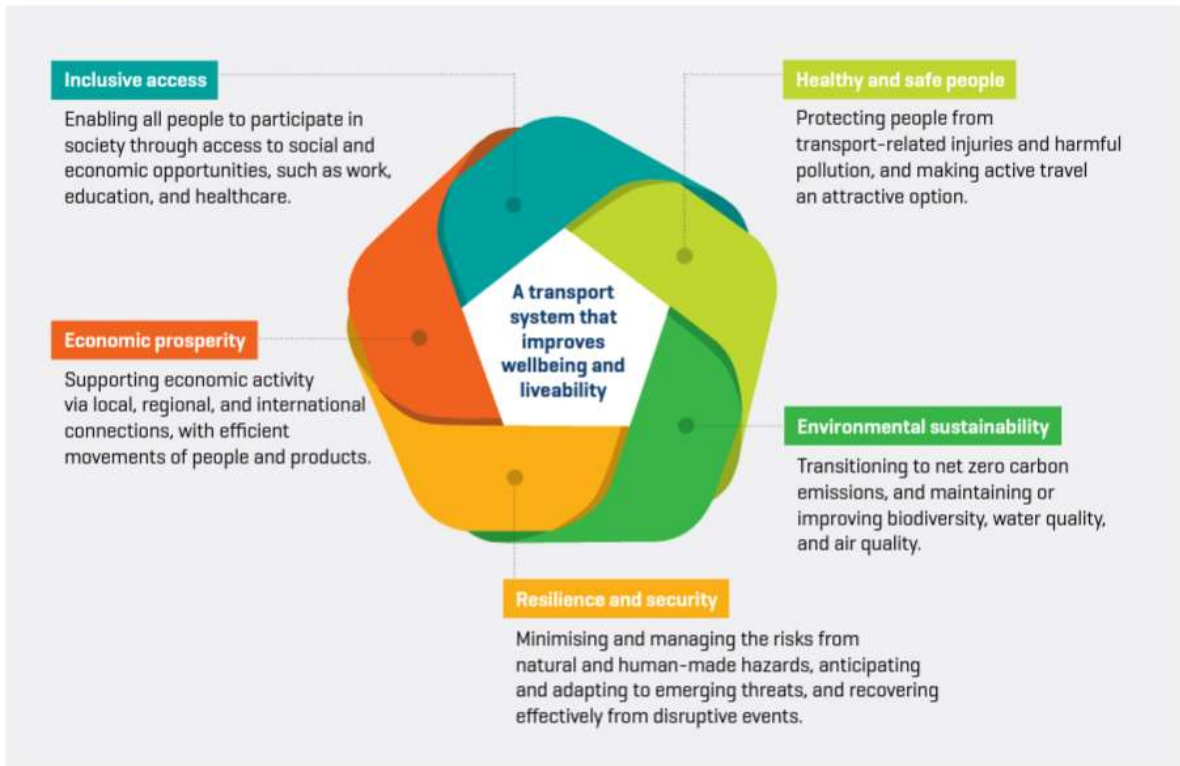 Inclusive access
Enabling all people to participate in
society through access to social and
economic opportunities, such as work,
education, and healthcare.
Healthy and safe people
Protecting people from
transport-related injuries and harmful
pollution, and making active travel
an attractive option.
A transport
system that
improves
wellbeing and
liveability
Economic prosperity
Supporting economic activity
via local, regional, and international
connections, with efficient
movements of people and products.
Environmental sustainability
Transitioning to net zero carbon
emissions, and maintaining or
improving biodiversity, water quality,
and air quality.
Resilience and security
Minimising and managing the risks from
natural and human-made hazards, anticipating
and adapting to emerging threats, and recovering
effectively from disruptive events.